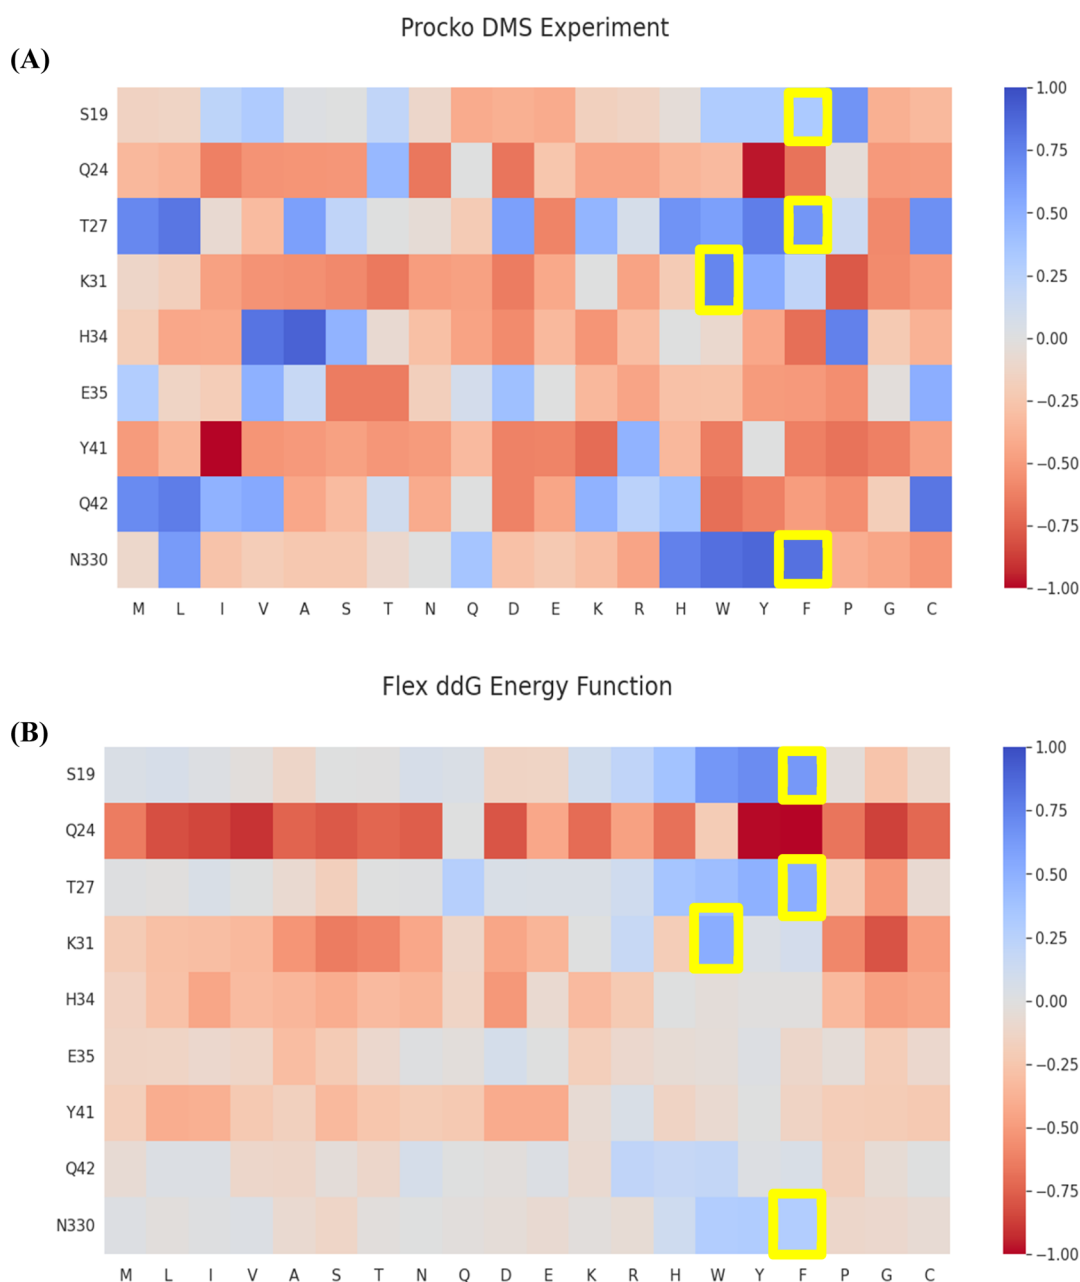 Procko DMS Experiment
(A)
S19
Q24
T27
K31
H34
E35
Y41
Q42
N330
M L I V A S T N Q D E K R H W Y F P G C
1.00
0.75
0.50
0.25
0.00
−0.25
−0.50
−0.75
−1.00
Flex ddG Energy Function
(B)
S19
Q24
T27
K31
H34
E35
Y41
Q42
N330
M L I V A S T N Q D E K R H W Y F P G C
1.00
0.75
0.50
0.25
0.00
−0.25
−0.50
−0.75
−1.00